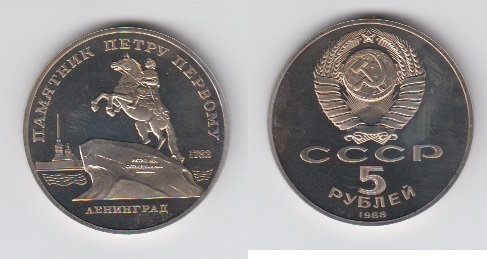 ПАМЯТНИК ПЕТРУ ПЕРВОМУ
1782
ЛЕНИНГРАД
СССР
5
РУБЛЕЙ
1988